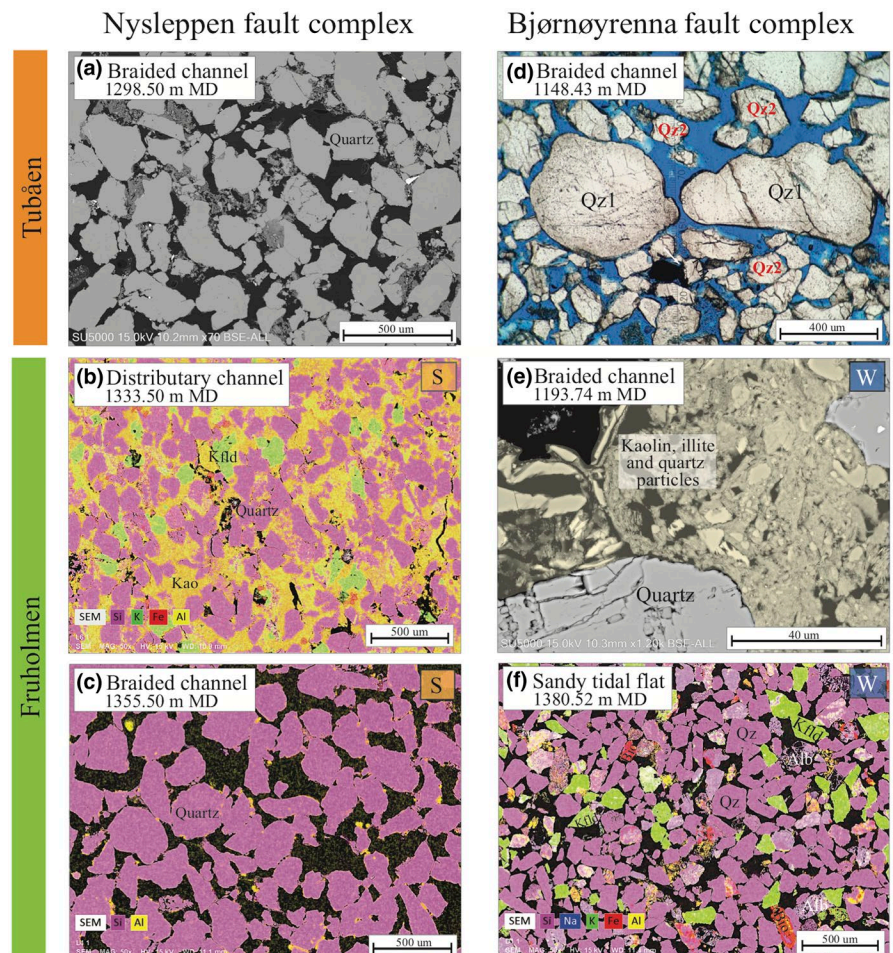 Nysleppen fault complex
Bjørnøyrenna fault complex
Tubåen
(a) Braided channel
1298.50 m MD
Quartz
SU5000 15.0kV 10.2mm x70 BSE-ALL
500 um
(d) Braided channel
1148.43 m MD
Qz2
Qz2
Qz1
Qz1
Qz2
400 um
Fruholmen
(b) Distributary channel
1333.50 m MD
S
Kfld
Quartz
Kao
SEM Si K Fe Al
500 um
(e) Braided channel
1193.74 m MD
W
Kaolin, illite
and quartz
particles
Quartz
SU5000 15.0kV 10.3mm x1.20k BSE-ALL
40 um
(c) Braided channel
1355.50 m MD
S
Quartz
SEM Si Al
500 um
(f) Sandy tidal flat
1380.52 m MD
W
Qz
Kfld
Alb
Qz
Alb
SEM Si Na K Fe Al
500 um